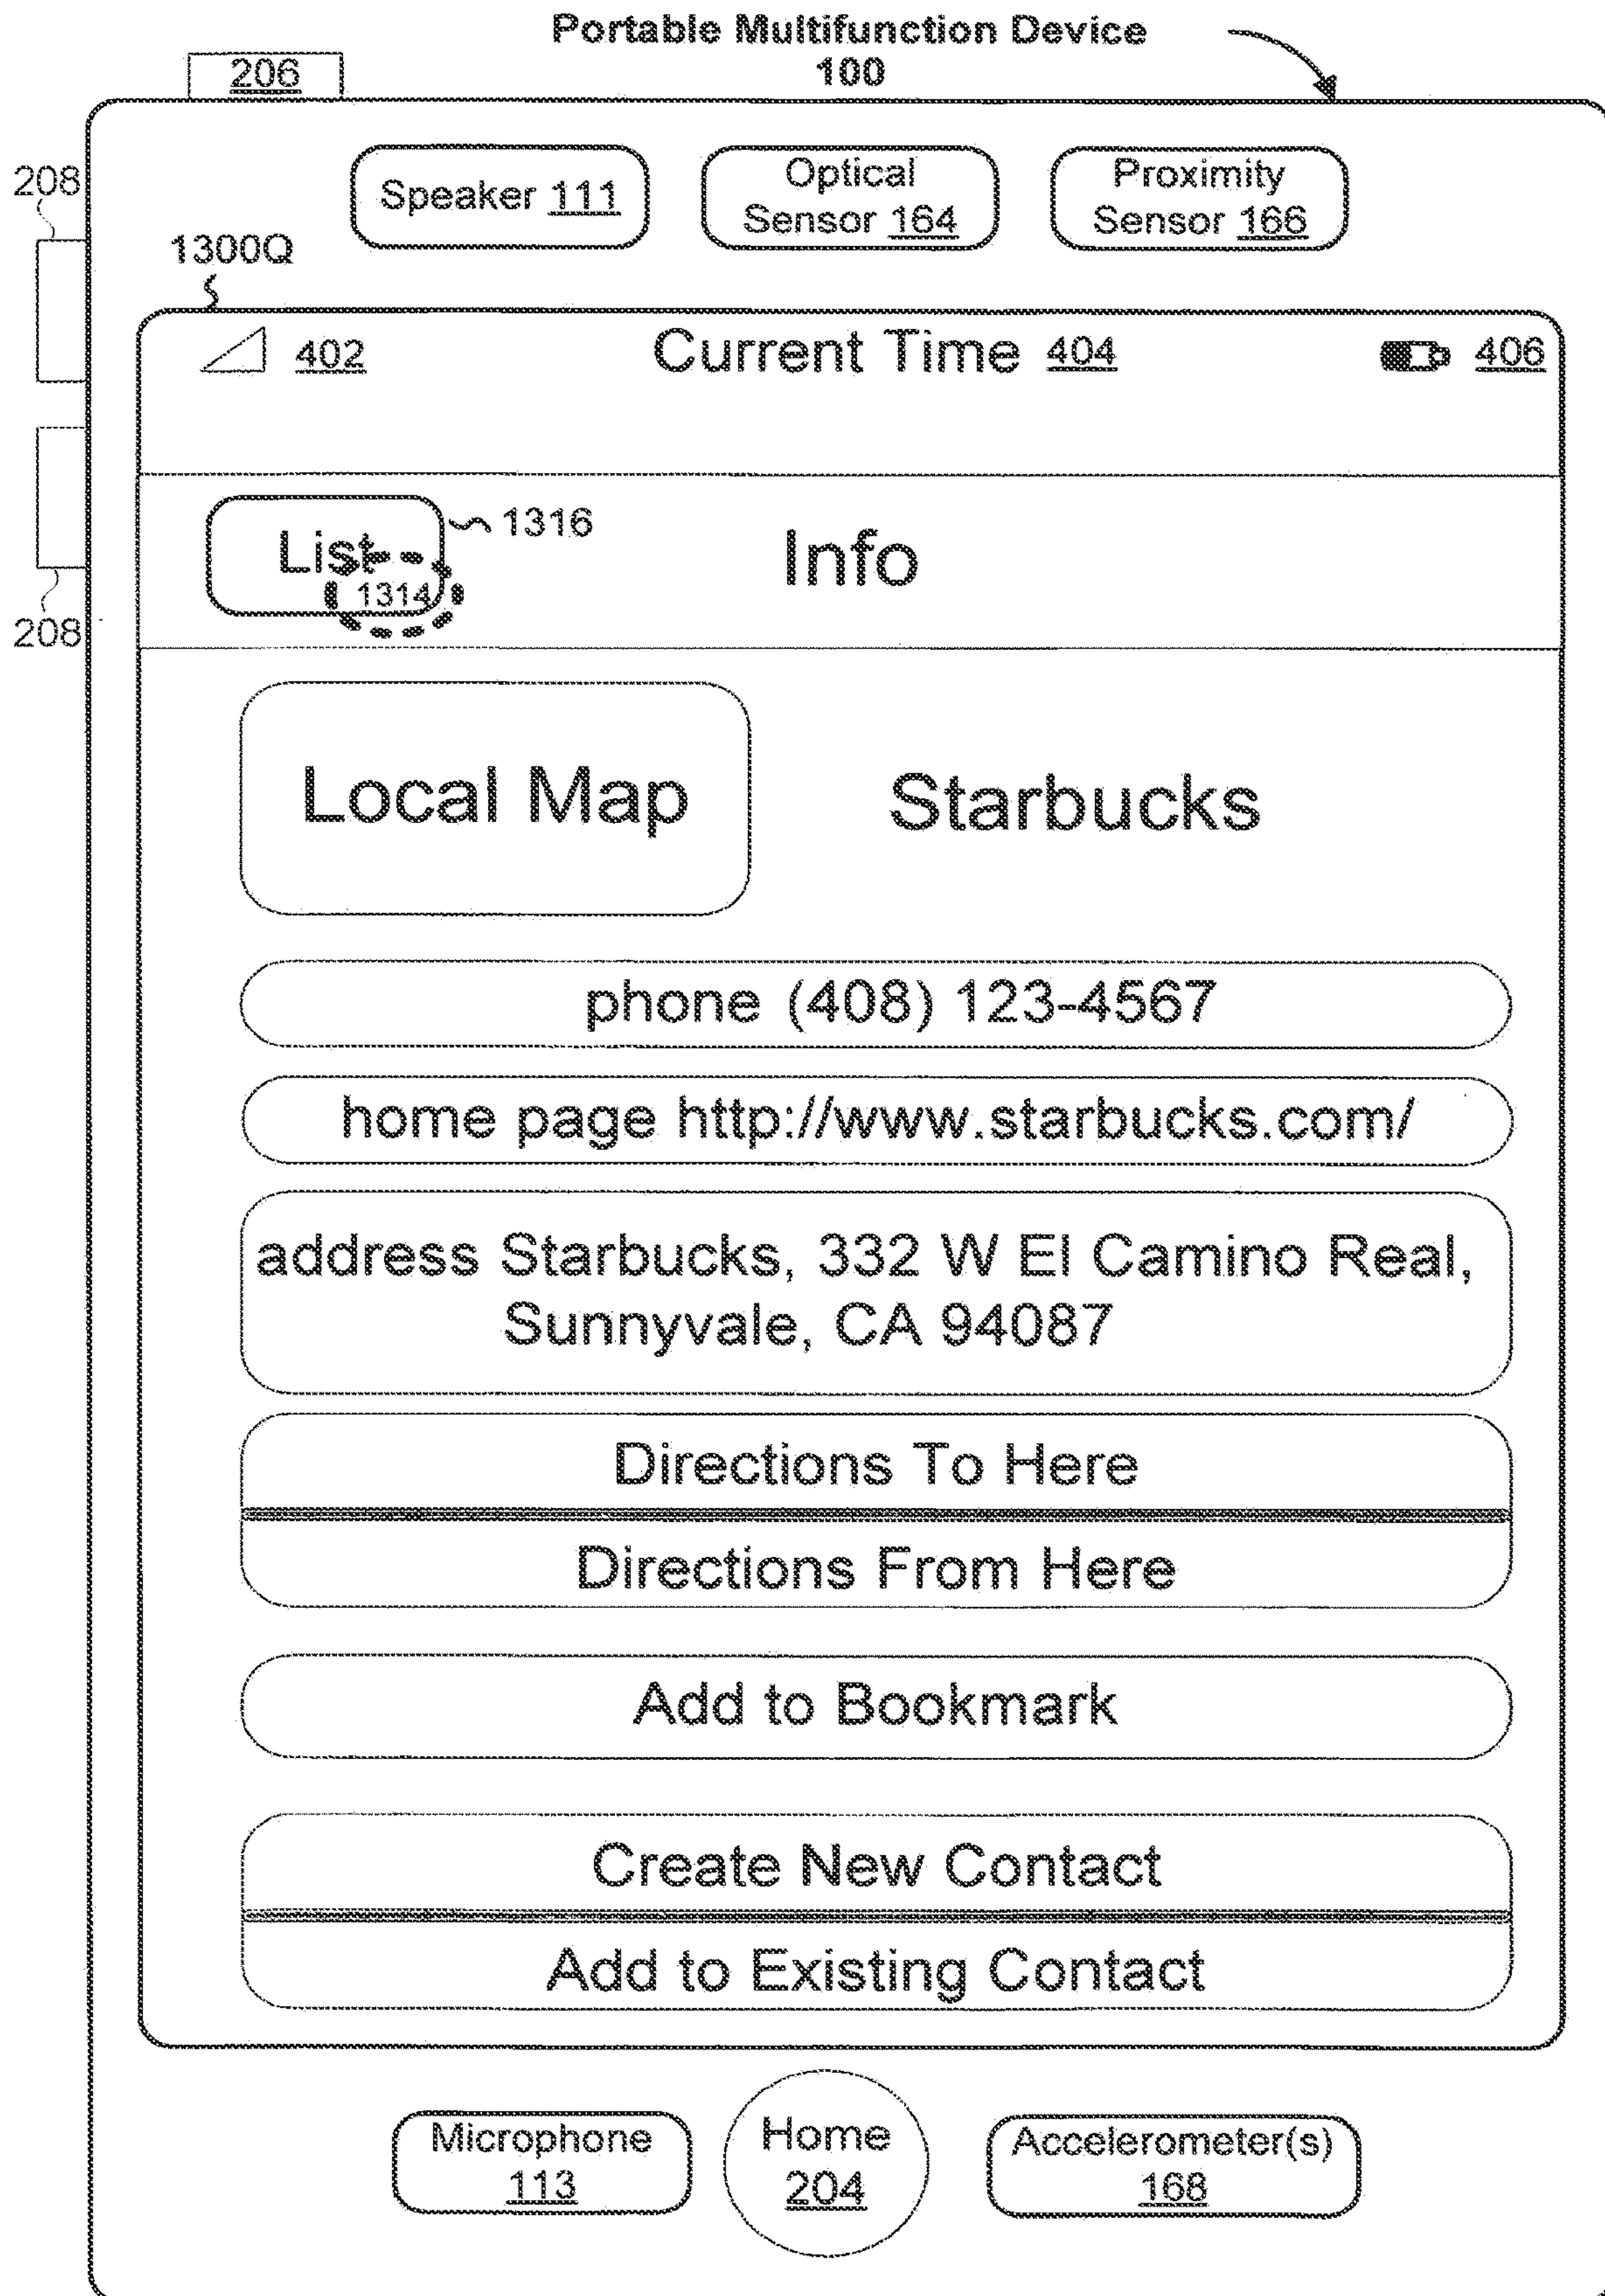 Portable Multifunction Device
100
206
208
Speaker 111
Optical
Sensor 164
Proximity
Sensor 166
1300Q
402
Current Time 404
406
List
1316
Info
1314
208
Local Map
Starbucks
phone (408) 123-4567
home page http://www.starbucks.com/
address Starbucks, 332 W El Camino Real,
Sunnyvale, CA 94087
Directions To Here
Directions From Here
Add to Bookmark
Create New Contact
Add to Existing Contact
Microphone
113
Home
204
Accelerometer(s)
168